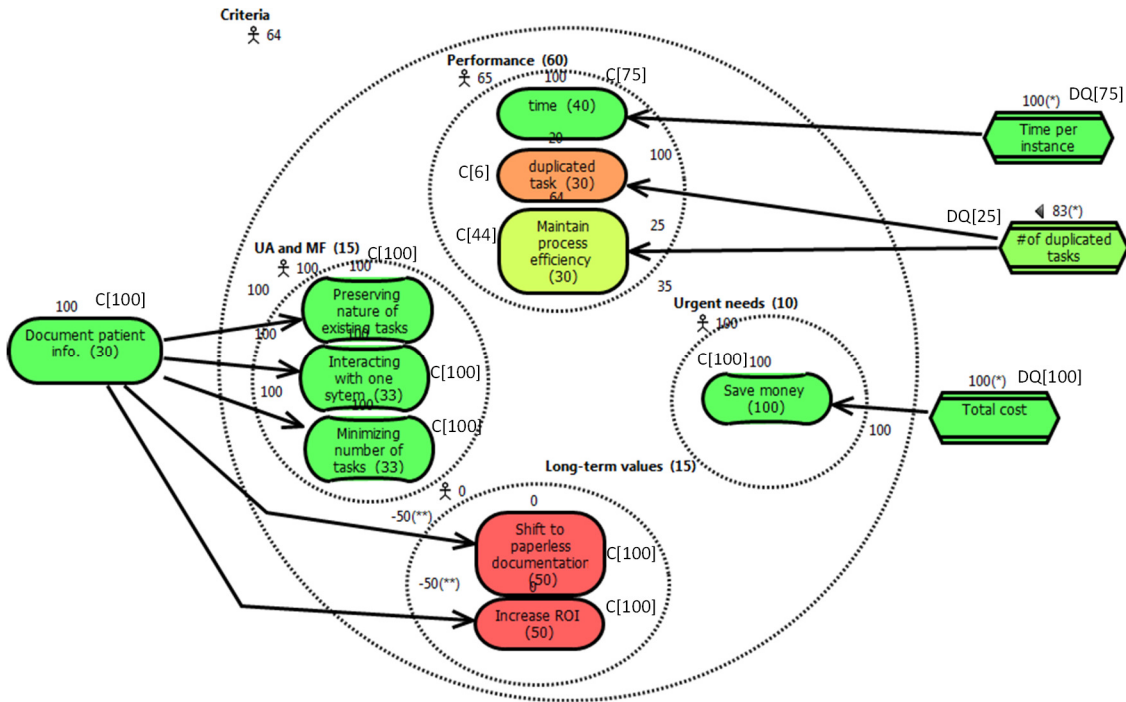 Criteria
64
Performance (60)
65
100
C[75]
time (40)
20
C[6]
duplicated
task (30)
64
C[44]
Maintain
process
efficiency
(30)
100
25
35
100(*)
DQ[75]
Time per
instance
DQ[25]
83(*)
#of duplicated
tasks
UA and MF (15)
100
C[100]
100
Preserving
nature of
existing tasks
100
Interacting
with one
sytem (33)
C[100]
100
Minimizing
number of
tasks (33)
C[100]
100
100
100
100
C[100]
Document patient
info. (30)
Urgent needs (10)
100
C[100]
100
Save money
(100)
100
100(*)
DQ[100]
Total cost
Long-term values (15)
0
0
-50(**)
Shift to
paperless
documentation
(50)
C[100]
-50(**)
0
Increase ROI
(50)
C[100]